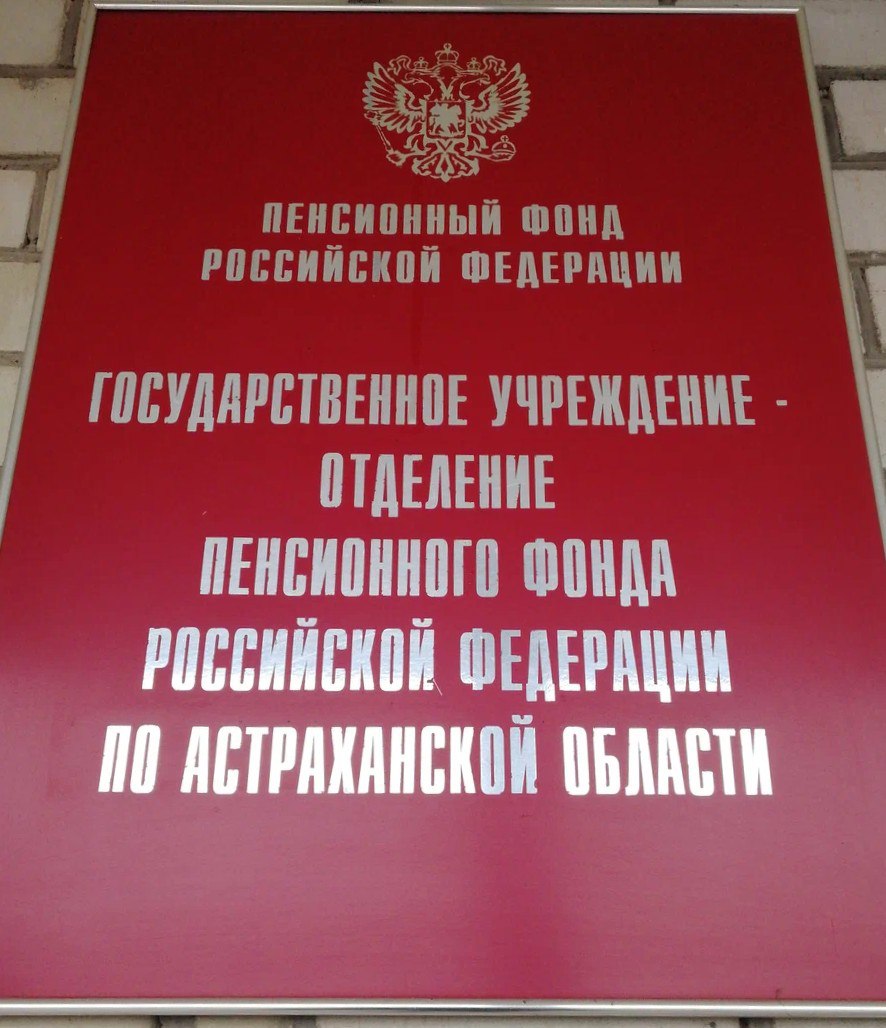 ПЕНСИОННЫЙ ФОНД
РОССИЙСКОЙ ФЕДЕРАЦИИ
ГОСУДАРСТВЕННОЕ УЧРЕЖДЕНИЕ -
ОТДЕЛЕНИЕ
ПЕНСИОННОГО ФОНДА
РОССИЙСКОЙ ФЕДЕРАЦИИ
ПО АСТРАХАНСКОЙ ОБЛАСТИ